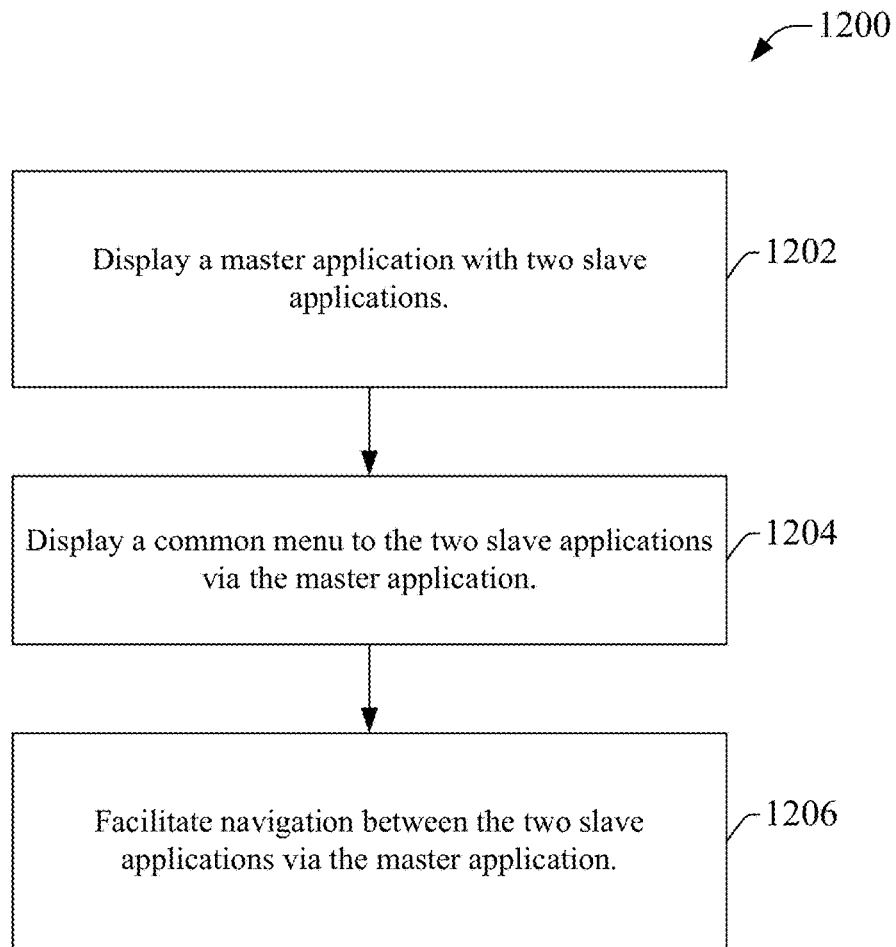 1200
Display a master application with two slave
applications.
1202
Display a common menu to the two slave applications
via the master application.
1204
Facilitate navigation between the two slave
applications via the master application.
1206